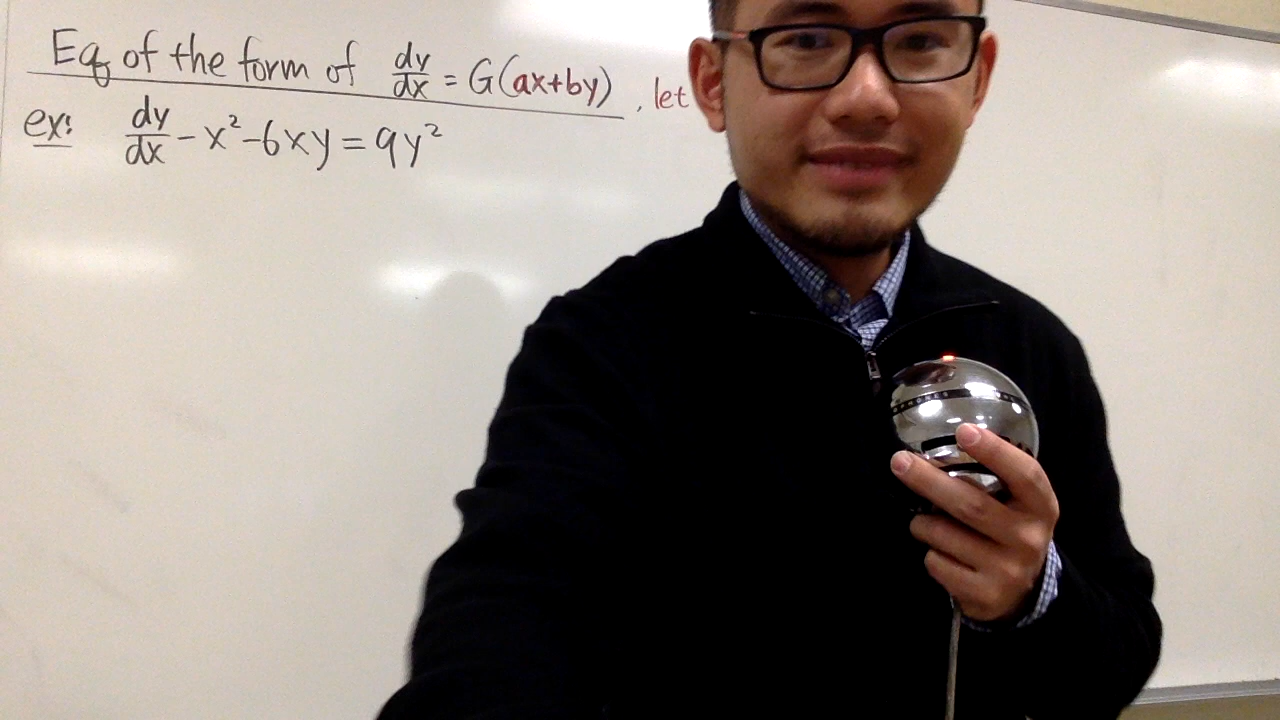 Eq of the form of dy/dx = G(ax+by), let
ex: dy/dx - x² - 6xy = 9y²